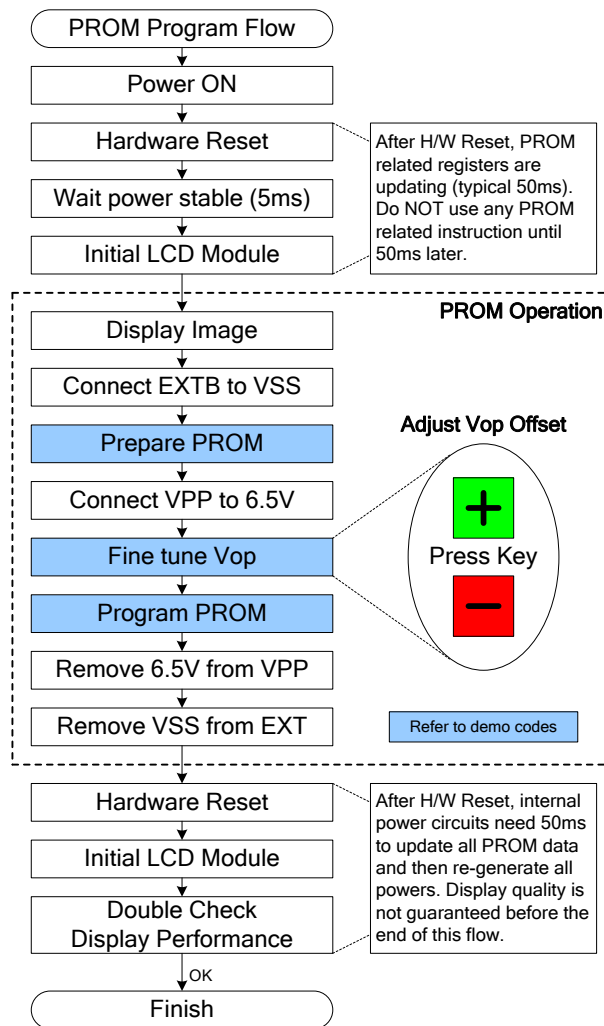 PROM Program Flow
Power ON
Hardware Reset
Wait power stable (5ms)
Initial LCD Module
After H/W Reset, PROM
related registers are
updating (typical 50ms).
Do NOT use any PROM
related instruction until
50ms later.
PROM Operation
Display Image
Connect EXTB to VSS
Prepare PROM
Connect VPP to 6.5V
Fine tune Vop
Program PROM
Remove 6.5V from VPP
Remove VSS from EXT
Adjust Vop Offset
+
Press Key
−
Refer to demo codes
Hardware Reset
Initial LCD Module
Double Check
Display Performance
After H/W Reset, internal
power circuits need 50ms
to update all PROM data
and then re-generate all
powers. Display quality is
not guaranteed before the
end of this flow.
OK
Finish